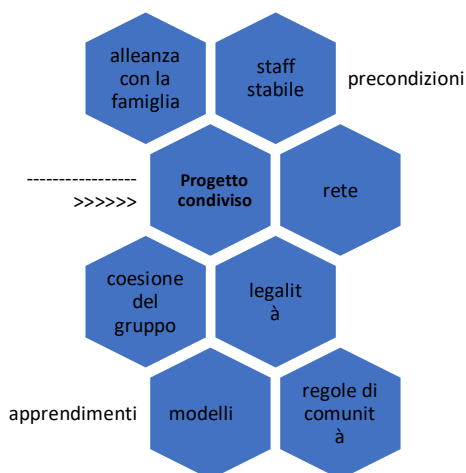 alleanza
con la
famiglia
staff
stabile
precondizioni
-----------------
>>>>>>
Progetto
condiviso
rete
coesione
del
gruppo
legalit
à
apprendimenti
modelli
regole di
comunit
à